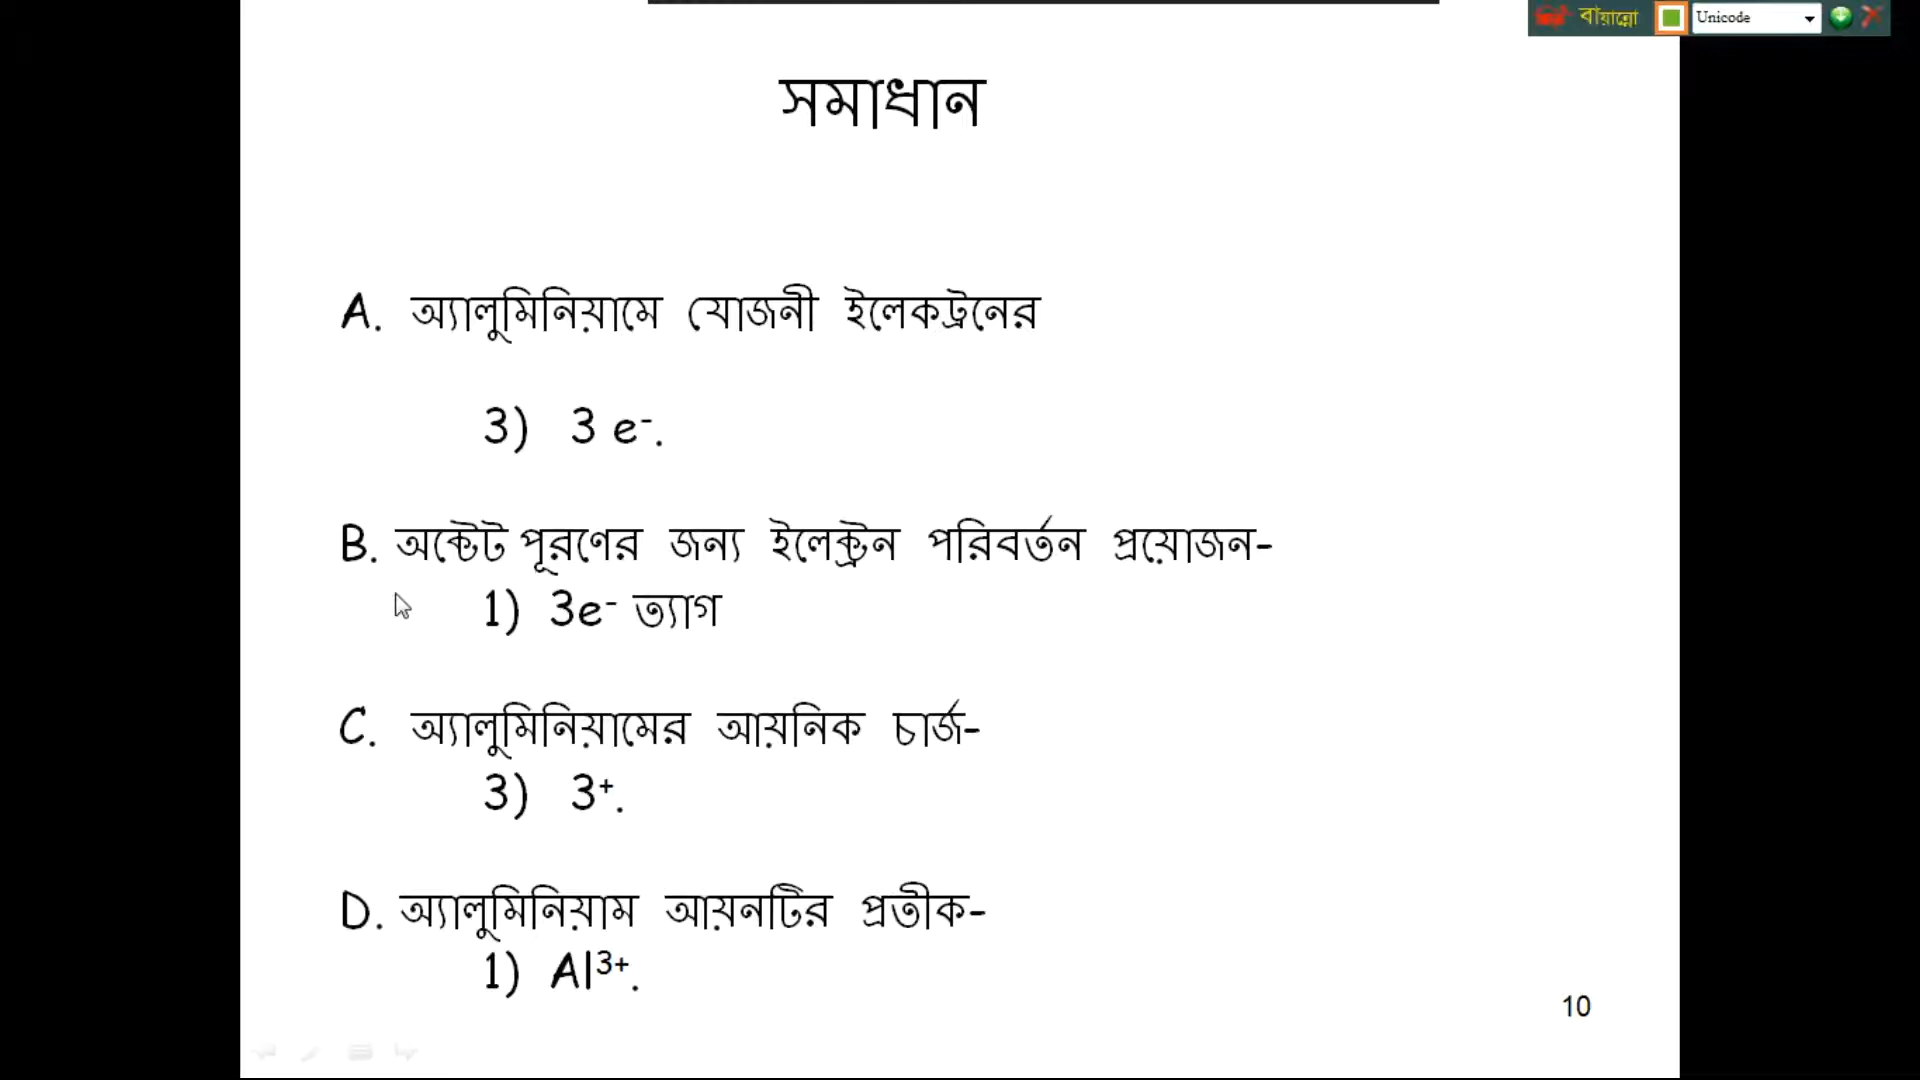 বায়ান্নো Unicode
সমাধান
A. অ্যালুমিনিয়ামে যোজনী ইলেকট্রনের
3) 3 e⁻.
B. অক্টেট পূরণের জন্য ইলেক্ট্রন পরিবর্তন প্রয়োজন-
1) 3e⁻ ত্যাগ
C. অ্যালুমিনিয়ামের আয়নিক চার্জ-
3) 3⁺.
D. অ্যালুমিনিয়াম আয়নটির প্রতীক-
1) Al³⁺.
10